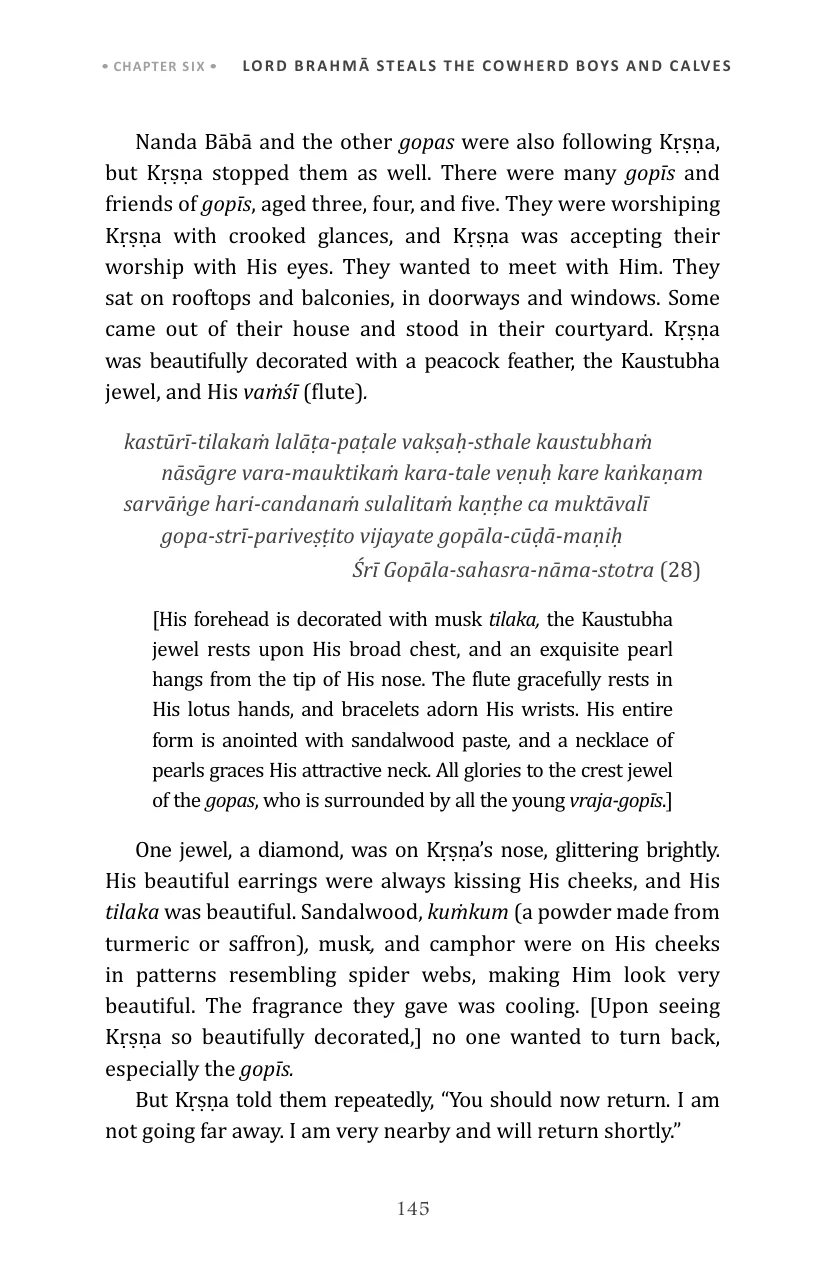 • CHAPTER SIX • LORD BRAHMĀ STEALS THE COWHERD BOYS AND CALVES
Nanda Bābā and the other gopas were also following Kṛṣṇa,
but Kṛṣṇa stopped them as well. There were many gopīs and
friends of gopīs, aged three, four, and five. They were worshiping
Kṛṣṇa with crooked glances, and Kṛṣṇa was accepting their
worship with His eyes. They wanted to meet with Him. They
sat on rooftops and balconies, in doorways and windows. Some
came out of their house and stood in their courtyard. Kṛṣṇa
was beautifully decorated with a peacock feather, the Kaustubha
jewel, and His vaṁśī (flute).
kastūrī-tilakaṁ lalāṭa-paṭale vakṣaḥ-sthale kaustubhaṁ
nāsāgre vara-mauktikaṁ kara-tale veṇuḥ kare kaṅkaṇam
sarvāṅge hari-candanaṁ sulalitaṁ kaṇṭhe ca muktāvalī
gopa-strī-pariveṣṭito vijayate gopāla-cūḍā-maṇiḥ
Śrī Gopāla-sahasra-nāma-stotra (28)
[His forehead is decorated with musk tilaka, the Kaustubha
jewel rests upon His broad chest, and an exquisite pearl
hangs from the tip of His nose. The flute gracefully rests in
His lotus hands, and bracelets adorn His wrists. His entire
form is anointed with sandalwood paste, and a necklace of
pearls graces His attractive neck. All glories to the crest jewel
of the gopas, who is surrounded by all the young vraja-gopīs.]
One jewel, a diamond, was on Kṛṣṇa’s nose, glittering brightly.
His beautiful earrings were always kissing His cheeks, and His
tilaka was beautiful. Sandalwood, kuṁkum (a powder made from
turmeric or saffron), musk, and camphor were on His cheeks
in patterns resembling spider webs, making Him look very
beautiful. The fragrance they gave was cooling. [Upon seeing
Kṛṣṇa so beautifully decorated,] no one wanted to turn back,
especially the gopīs.
But Kṛṣṇa told them repeatedly, “You should now return. I am
not going far away. I am very nearby and will return shortly.”
145